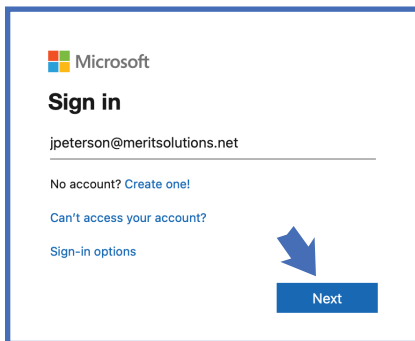 Microsoft
Sign in
jpeterson@meritsolutions.net
No account? Create one!
Can't access your account?
Sign-in options
Next